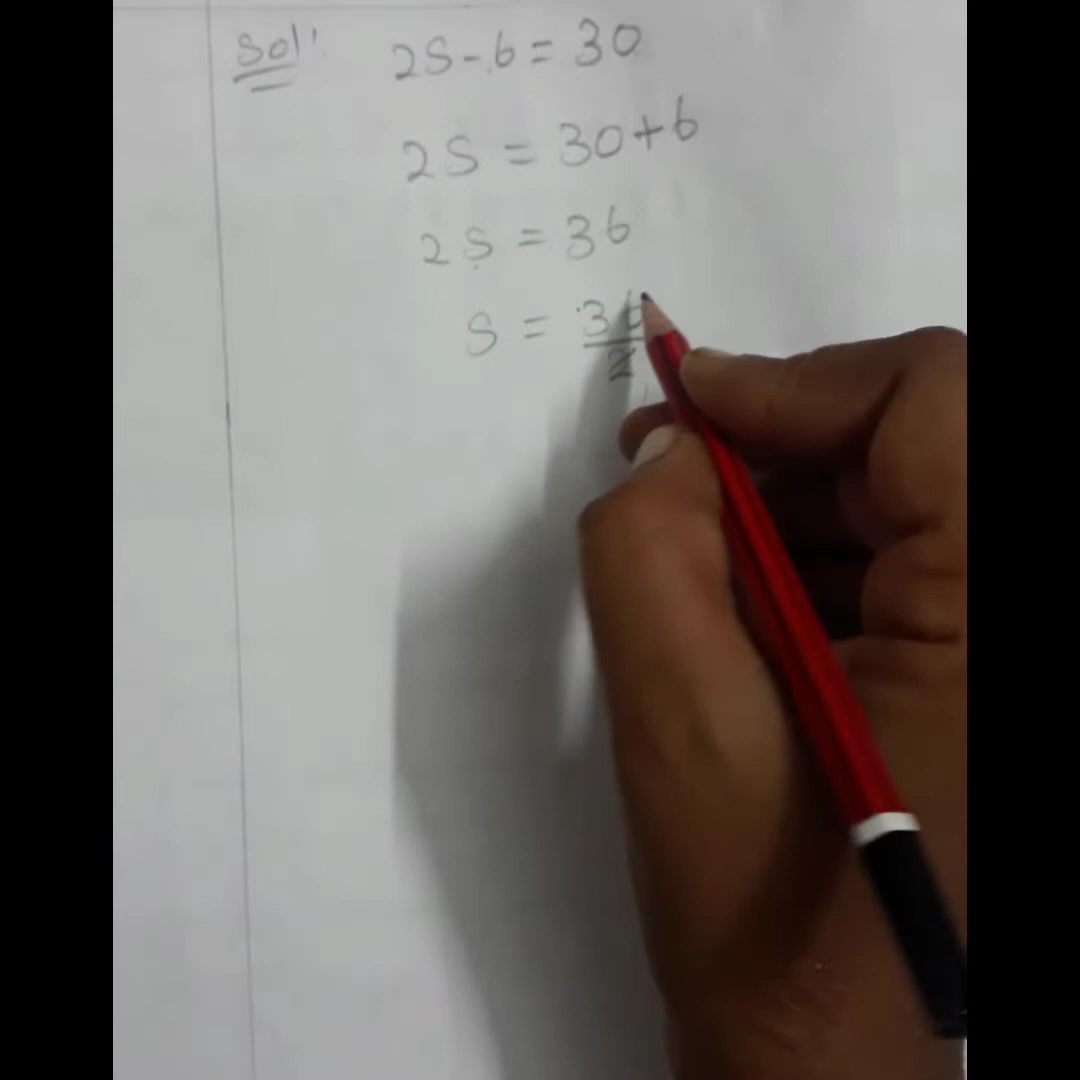 Sol:
2S - 6 = 30
2S = 30 + 6
2S = 36
S = 36/2